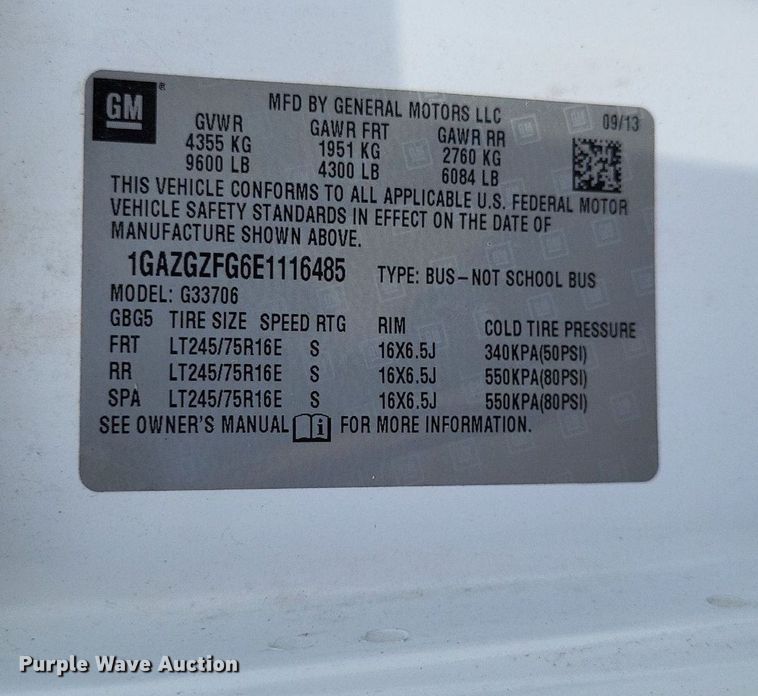 GM ®
MFD BY GENERAL MOTORS LLC 09/13
GVWR GAWR FRT GAWR RR
4355 KG 1951 KG 2760 KG
9600 LB 4300 LB 6084 LB
THIS VEHICLE CONFORMS TO ALL APPLICABLE U.S. FEDERAL MOTOR
VEHICLE SAFETY STANDARDS IN EFFECT ON THE DATE OF
MANUFACTURE SHOWN ABOVE.
1GAZGZFG6E1116485 TYPE: BUS-NOT SCHOOL BUS
MODEL: G33706
GBG5 TIRE SIZE SPEED RTG RIM COLD TIRE PRESSURE
FRT LT245/75R16E S 16X6.5J 340KPA(50PSI)
RR LT245/75R16E S 16X6.5J 550KPA(80PSI)
SPA LT245/75R16E S 16X6.5J 550KPA(80PSI)
SEE OWNER'S MANUAL i FOR MORE INFORMATION.
Purple Wave Auction